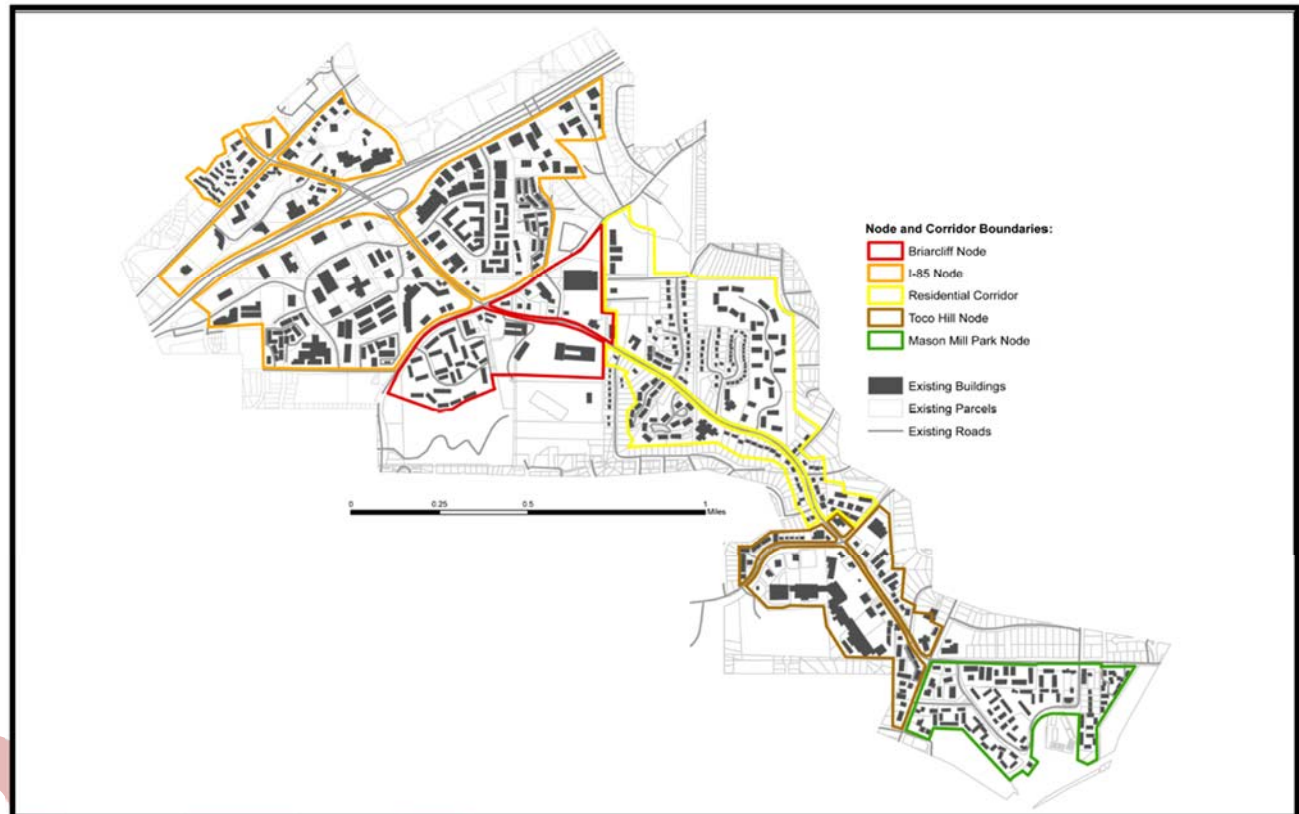 Node and Corridor Boundaries:
Briarcliff Node
I-85 Node
Residential Corridor
Toco Hill Node
Mason Mill Park Node
Existing Buildings
Existing Parcels
Existing Roads
0 0.25 0.5 1
Miles